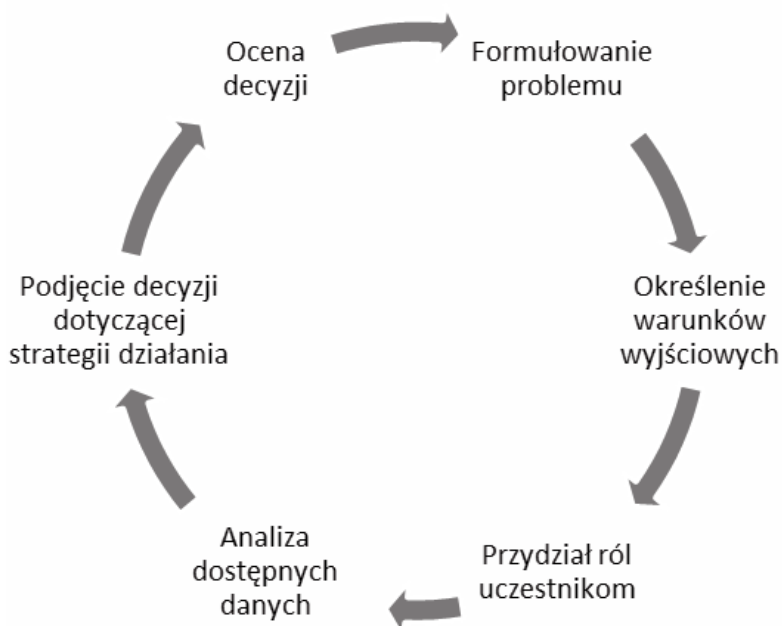 Ocena
decyzji
Formułowanie
problemu
Określenie
warunków
wyjściowych
Przydział ról
uczestnikom
Analiza
dostępnych
danych
Podjęcie decyzji
dotyczącej
strategii działania